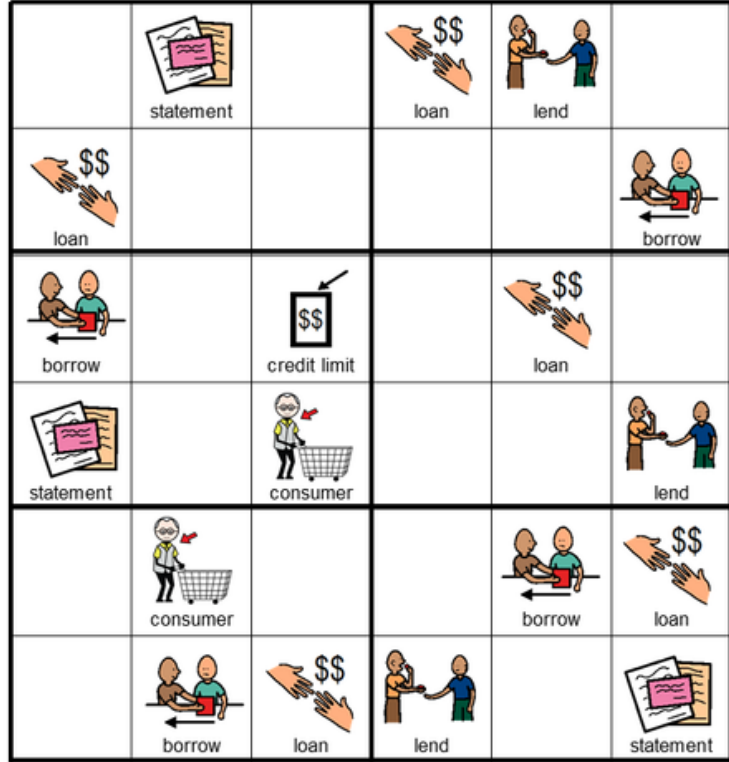 $$
statement loan lend
$$
loan borrow
$$ $$
borrow credit limit loan
statement consumer lend
$$
consumer borrow loan
$$
borrow loan lend statement